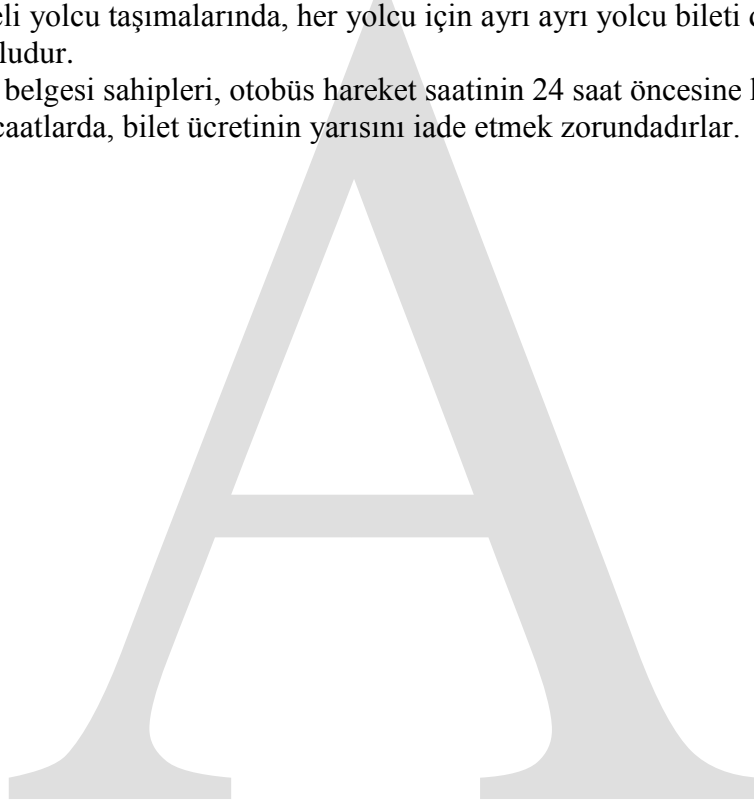 eli yolcu taşımalarında, her yolcu için ayrı ayrı yolcu bileti
ludur.
belgesi sahipleri, otobüs hareket saatinin 24 saat öncesine
caatlarda, bilet ücretinin yarısını iade etmek zorundadırlar.
A